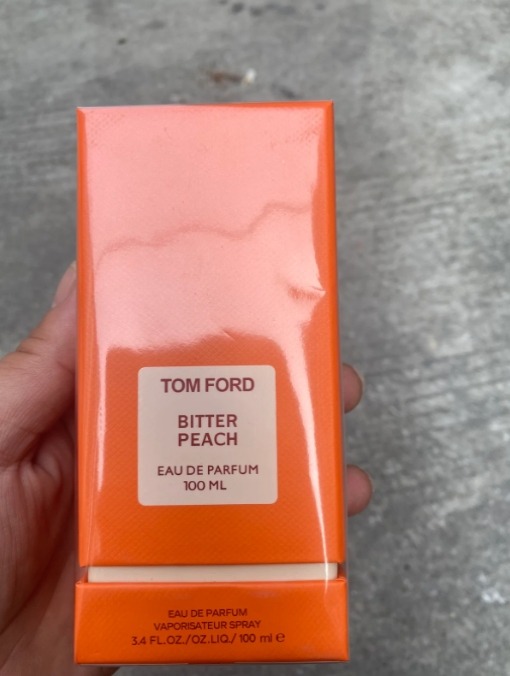 TOM FORD
BITTER
PEACH
EAU DE PARFUM
100 ML
EAU DE PARFUM
VAPORISATEUR SPRAY
3.4 FL.OZ./OZ.LIQ./ 100 ml ℮